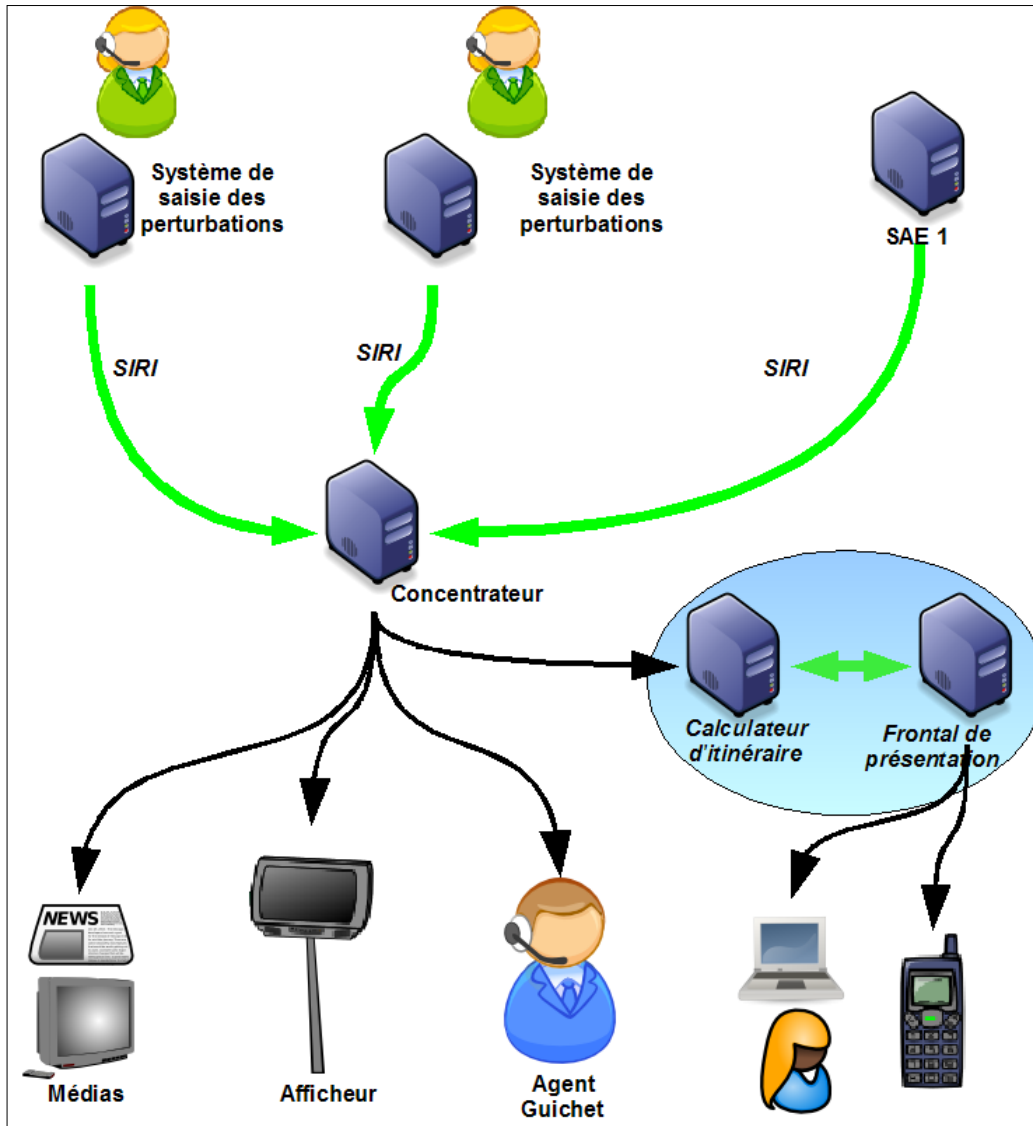 Système de
saisie des
perturbations
Système de
saisie des
perturbations
SAE 1
SIRI
SIRI
SIRI
Concentrateur
Calculateur
d'itinéraire
Frontal de
présentation
NEWS
Médias
Afficheur
Agent
Guichet